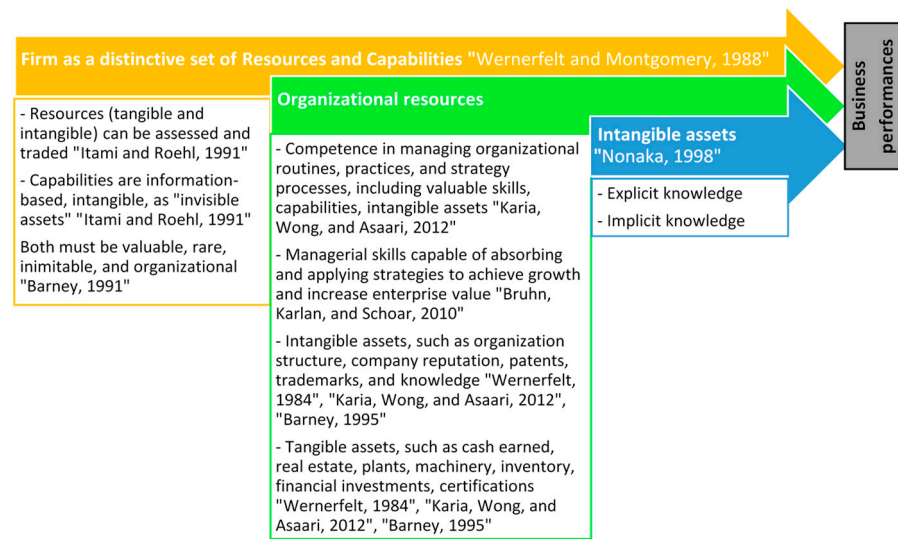 Firm as a distinctive set of Resources and Capabilities "Wernerfelt and Montgomery, 1988"
- Resources (tangible and
intangible) can be assessed and
traded "Itami and Roehl, 1991"
- Capabilities are information-
based, intangible, as "invisible
assets" "Itami and Roehl, 1991"
Both must be valuable, rare,
inimitable, and organizational
"Barney, 1991"
Organizational resources
- Competence in managing organizational
routines, practices, and strategy
processes, including valuable skills,
capabilities, intangible assets "Karia,
Wong, and Asaari, 2012"
- Managerial skills capable of absorbing
and applying strategies to achieve growth
and increase enterprise value "Bruhn,
Karlan, and Schoar, 2010"
- Intangible assets, such as organization
structure, company reputation, patents,
trademarks, and knowledge "Wernerfelt,
1984", "Karia, Wong, and Asaari, 2012",
"Barney, 1995"
- Tangible assets, such as cash earned,
real estate, plants, machinery, inventory,
financial investments, certifications
"Wernerfelt, 1984", "Karia, Wong, and
Asaari, 2012", "Barney, 1995"
Intangible assets
"Nonaka, 1998"
- Explicit knowledge
- Implicit knowledge
Business
performances